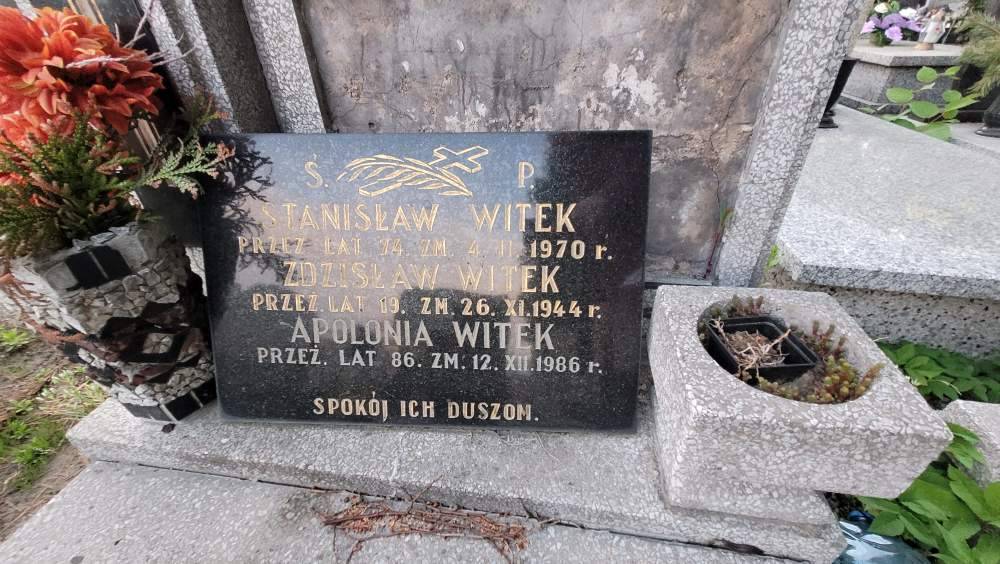 Ś. P.
STANISŁAW WITEK
PRZEŻ. LAT 74. ZM. 4. II. 1970 r.
ZDZISŁAW WITEK
PRZEŻ. LAT 19. ZM. 26. XI. 1944 r.
APOLONIA WITEK
PRZEŻ. LAT 86. ZM. 12. XII. 1986 r.
SPOKÓJ ICH DUSZOM.